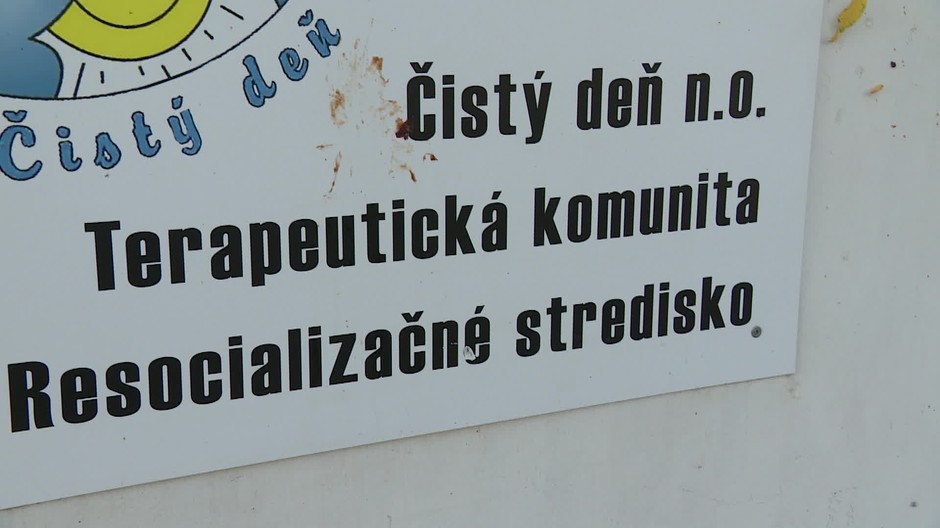 Čistý deň
Čistý deň n.o.
Terapeutická komunita
Resocializačné stredisko